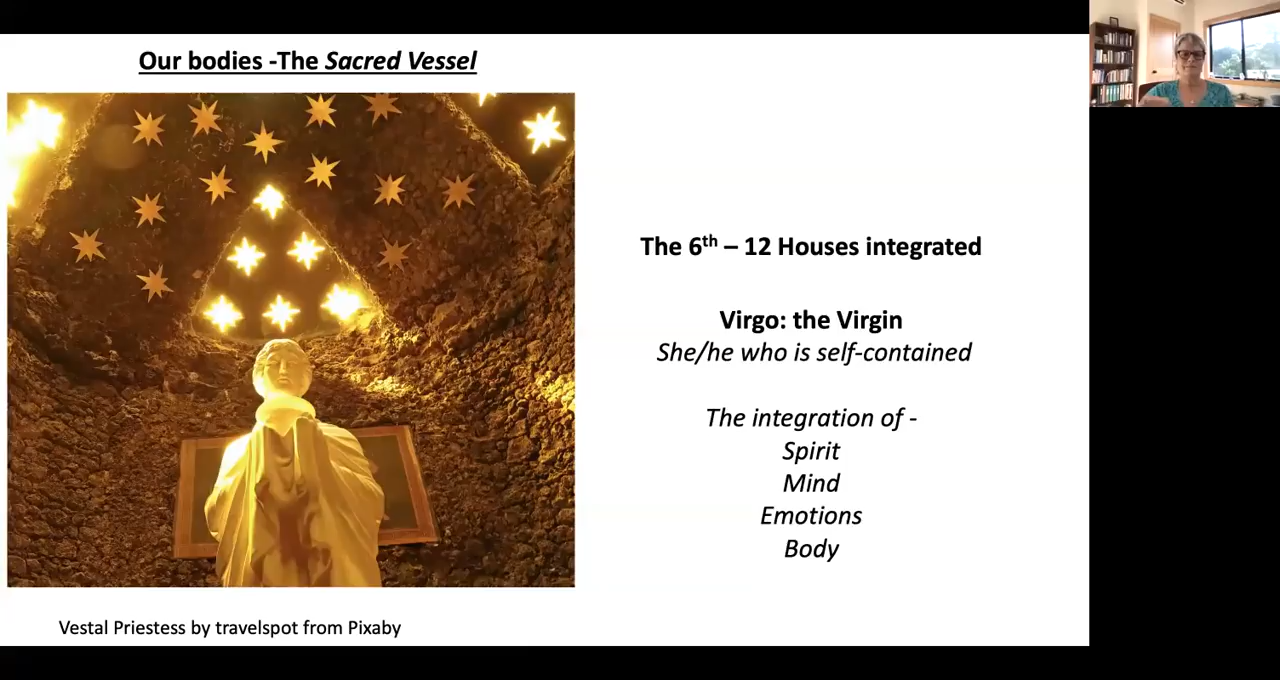 Our bodies -The Sacred Vessel
The 6th – 12 Houses integrated
Virgo: the Virgin
She/he who is self-contained
The integration of -
Spirit
Mind
Emotions
Body
Vestal Priestess by travelspot from Pixaby